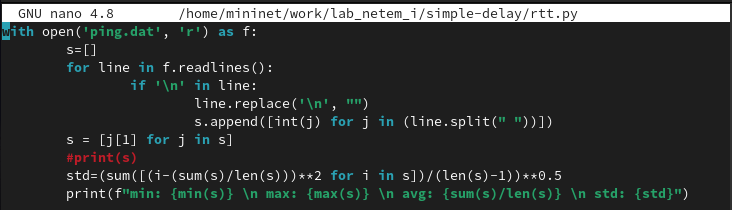 GNU nano 4.8 /home/mininet/work/lab_netem_i/simple-delay/rtt.py
with open('ping.dat', 'r') as f:
        s=[]
        for line in f.readlines():
                if '\n' in line:
                        line.replace('\n', "")
                        s.append([int(j) for j in (line.split(" "))])
        s = [j[1] for j in s]
        #print(s)
        std=(sum([(i-(sum(s)/len(s)))**2 for i in s])/(len(s)-1))**0.5
        print(f"min: {min(s)} \n max: {max(s)} \n avg: {sum(s)/len(s)} \n std: {std}")